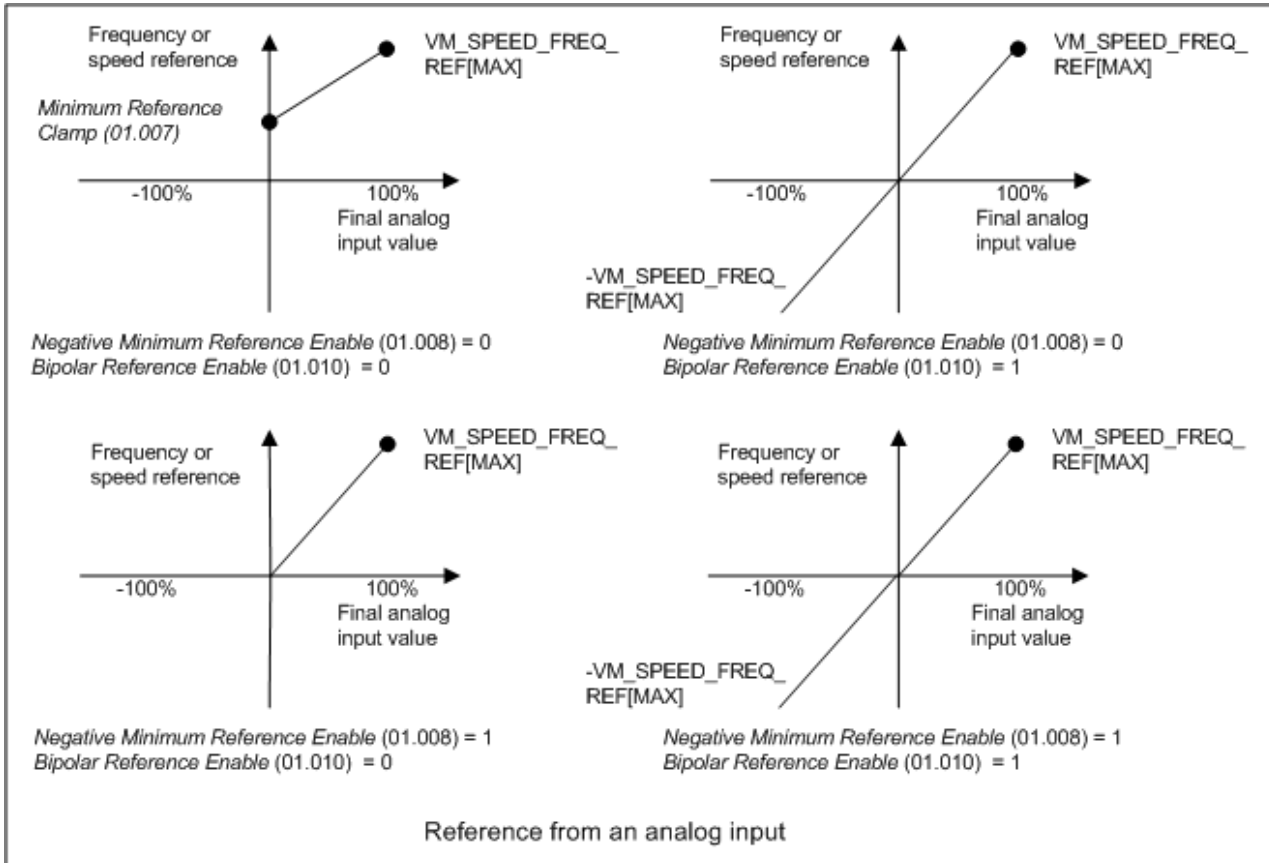 Frequency or
speed reference
VM_SPEED_FREQ_
REF[MAX]
Minimum Reference
Clamp (01.007)
-100%
100%
Final analog
input value
Negative Minimum Reference Enable (01.008) = 0
Bipolar Reference Enable (01.010) = 0
Frequency or
speed reference
VM_SPEED_FREQ_
REF[MAX]
-100%
100%
Final analog
input value
-VM_SPEED_FREQ_
REF[MAX]
Negative Minimum Reference Enable (01.008) = 0
Bipolar Reference Enable (01.010) = 1
Frequency or
speed reference
VM_SPEED_FREQ_
REF[MAX]
-100%
100%
Final analog
input value
Negative Minimum Reference Enable (01.008) = 1
Bipolar Reference Enable (01.010) = 0
Frequency or
speed reference
VM_SPEED_FREQ_
REF[MAX]
-100%
100%
Final analog
input value
-VM_SPEED_FREQ_
REF[MAX]
Negative Minimum Reference Enable (01.008) = 1
Bipolar Reference Enable (01.010) = 1
Reference from an analog input